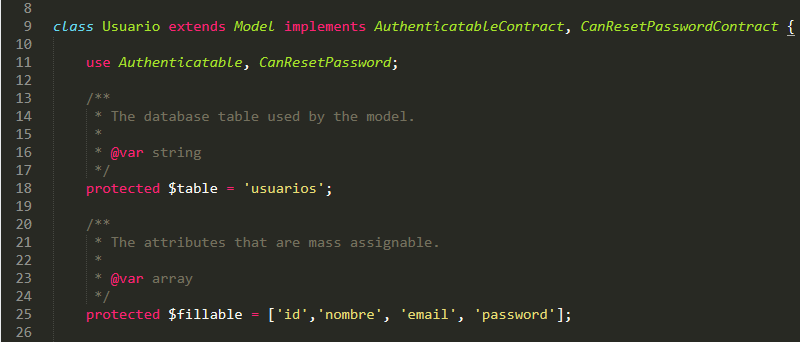 8
9 class Usuario extends Model implements AuthenticatableContract, CanResetPasswordContract {
10
11 use Authenticatable, CanResetPassword;
12
13 /**
14 * The database table used by the model.
15 *
16 * @var string
17 */
18 protected $table = 'usuarios';
19
20 /**
21 * The attributes that are mass assignable.
22 *
23 * @var array
24 */
25 protected $fillable = ['id','nombre', 'email', 'password'];
26